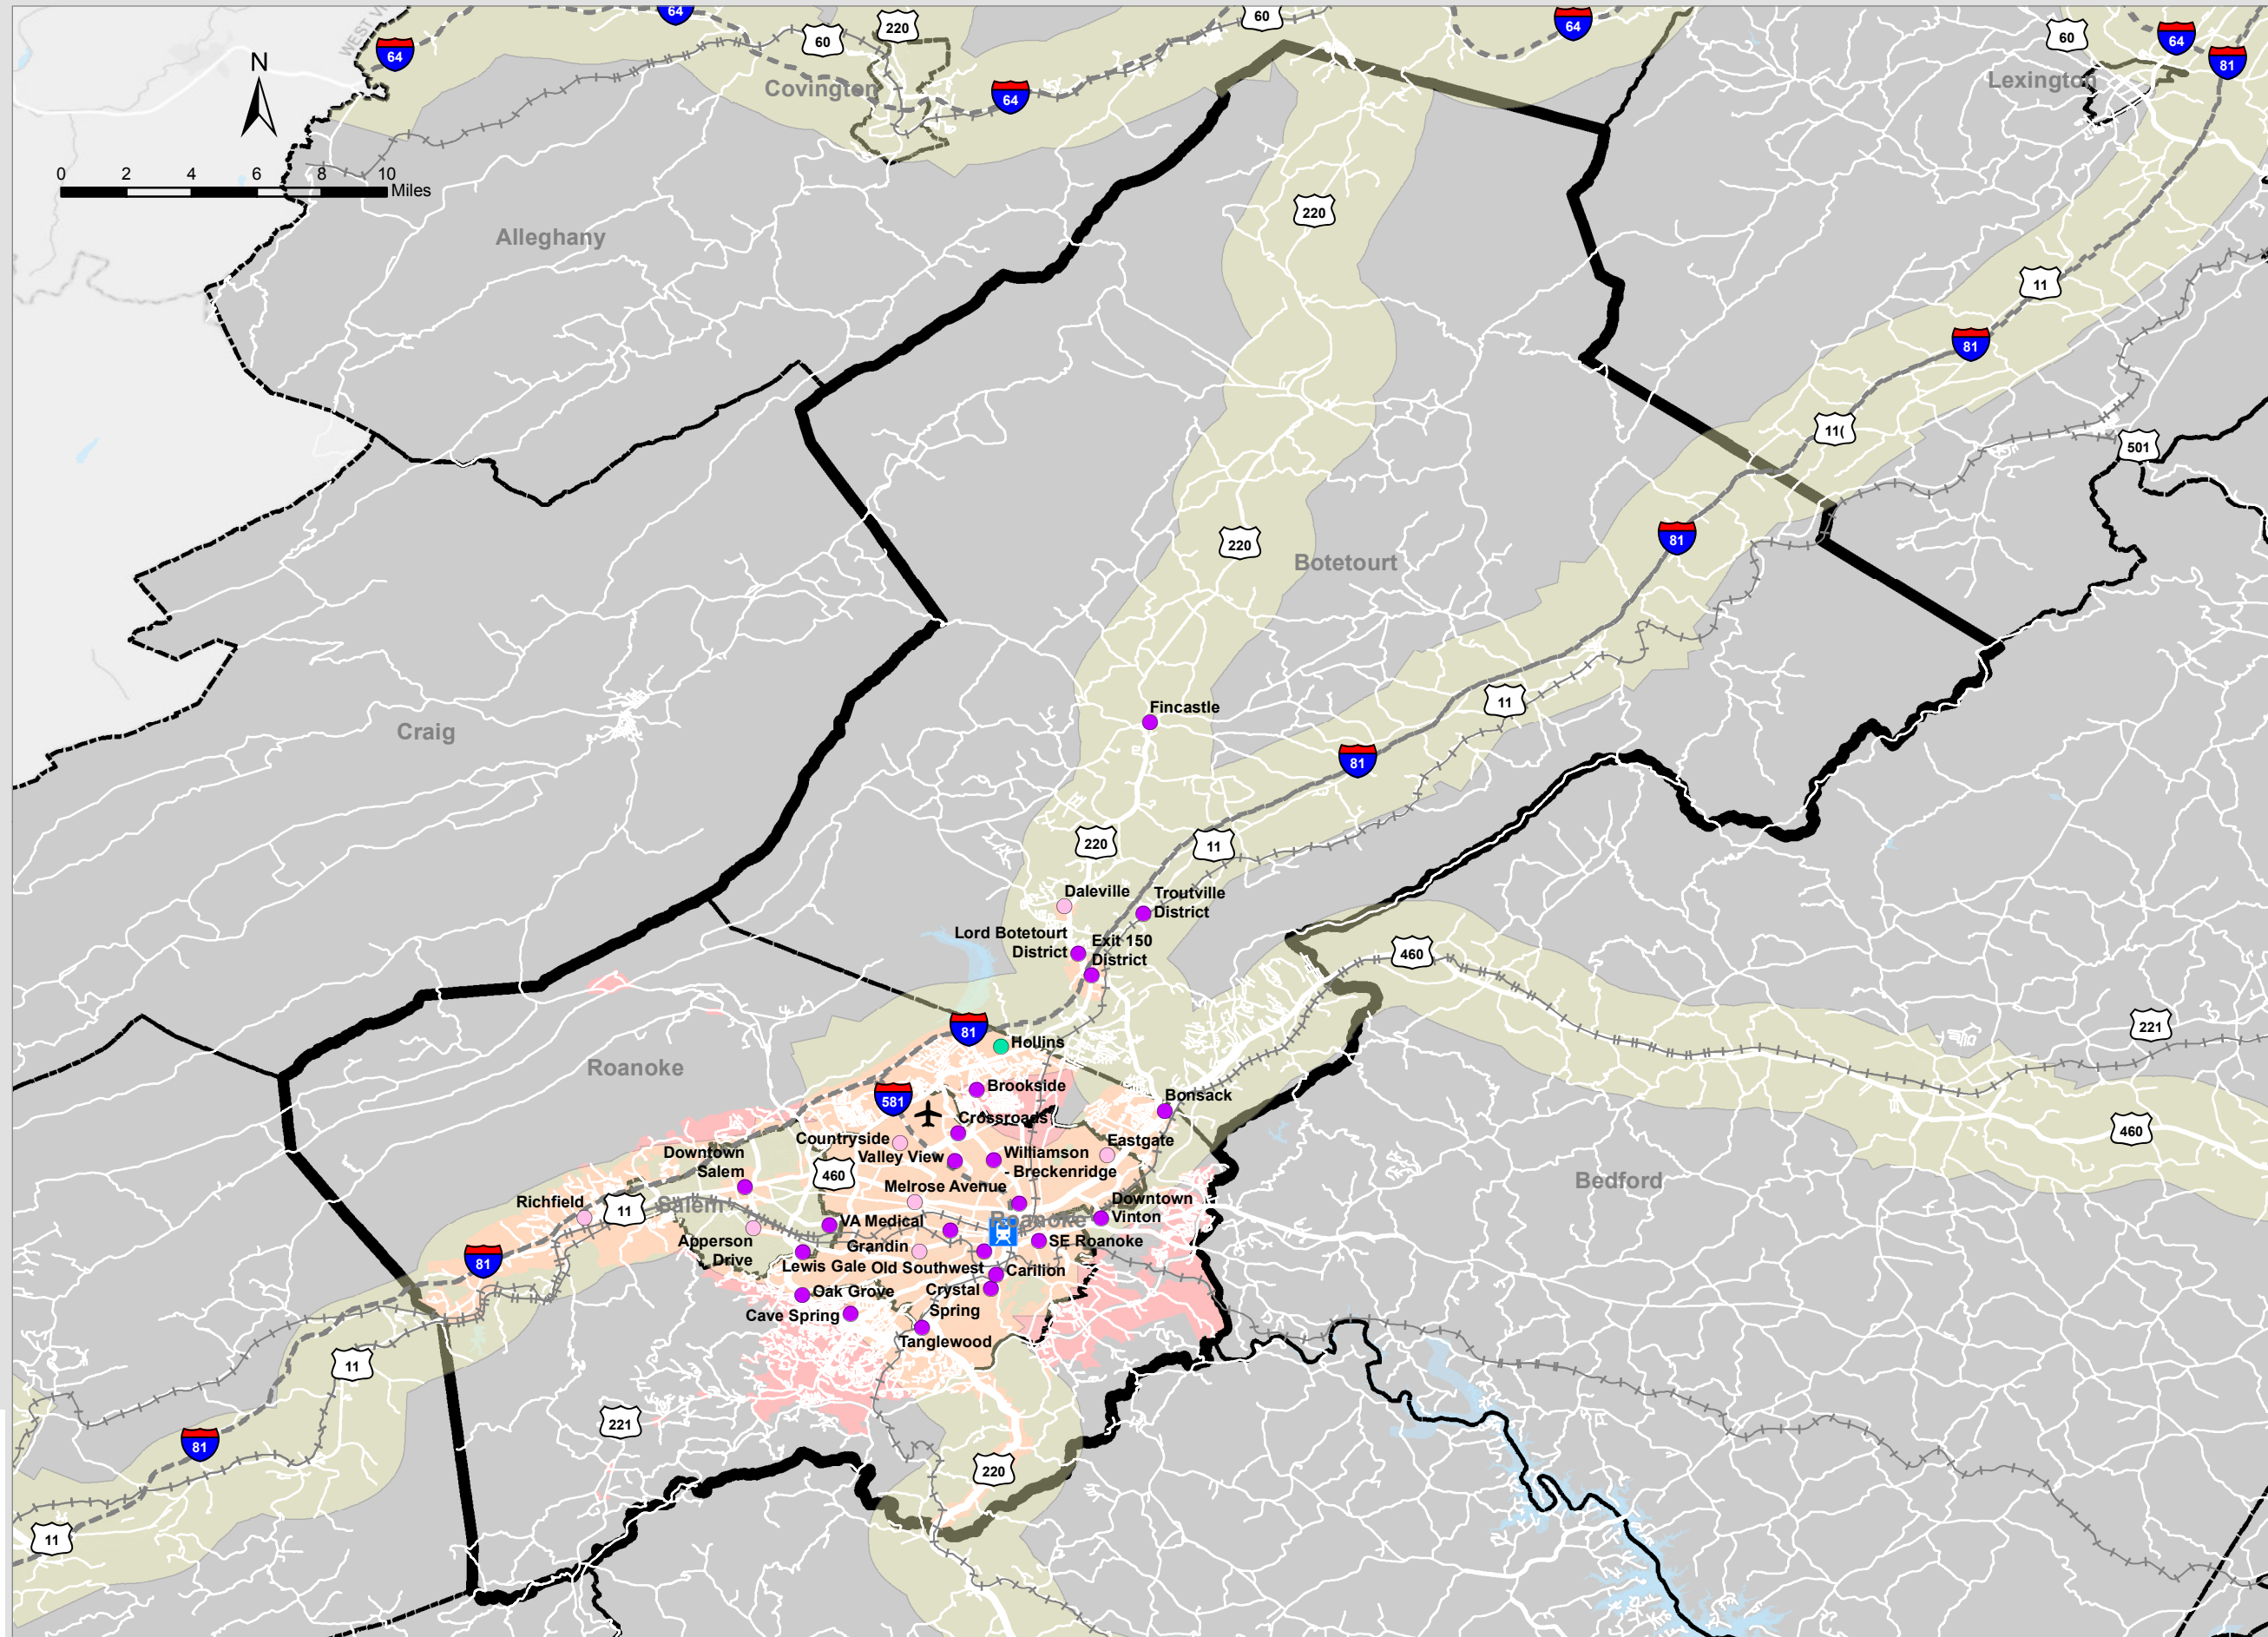 64
64
220
60
60
64
60
64
81
WEST VI
N
Covington
64
Lexington
0 2 4 6 8 10
Miles
220
Alleghany
11
81
11(
501
81
220
Botetourt
11
Fincastle
Craig
81
220
11
Daleville
Troutville
District
Lord Botetourt
District
Exit 150
District
460
81
Hollins
221
Roanoke
Brookside
581
Bonsack
Crossroads
Countryside
Eastgate
460
Downtown
Salem
Valley View
Williamson
- Breckenridge
460
Bedford
Melrose Avenue
Richfield
11
Salem
Downtown
Vinton
VA Medical
Roanoke
Apperson
Drive
Grandin
SE Roanoke
81
Lewis Gale
Old Southwest
Carilion
Oak Grove
Crystal
Spring
Cave Spring
Tanglewood
11
221
81
220
11